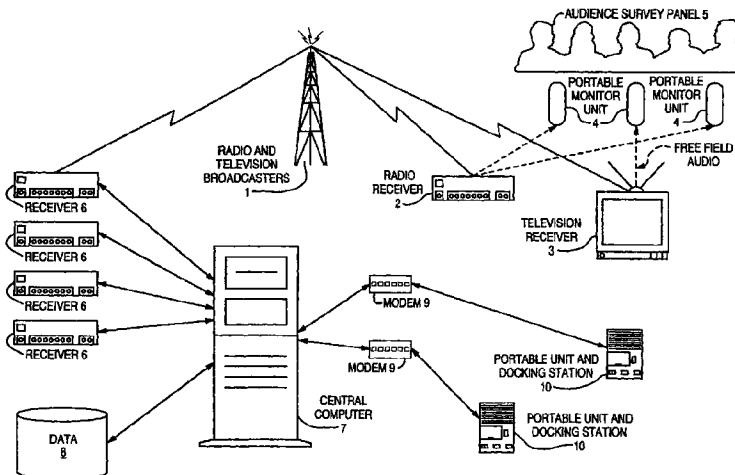 AUDIENCE SURVEY PANEL 5
PORTABLE
MONITOR
UNIT
4
PORTABLE
MONITOR
UNIT
4
FREE FIELD
AUDIO
RADIO AND
TELEVISION
BROADCASTERS
1
RADIO
RECEIVER
2
TELEVISION
RECEIVER
3
RECEIVER 6
RECEIVER 6
RECEIVER 6
RECEIVER 6
MODEM 9
MODEM 9
CENTRAL
COMPUTER
7
DATA
8
PORTABLE UNIT AND
DOCKING STATION
10
PORTABLE UNIT AND
DOCKING STATION
10